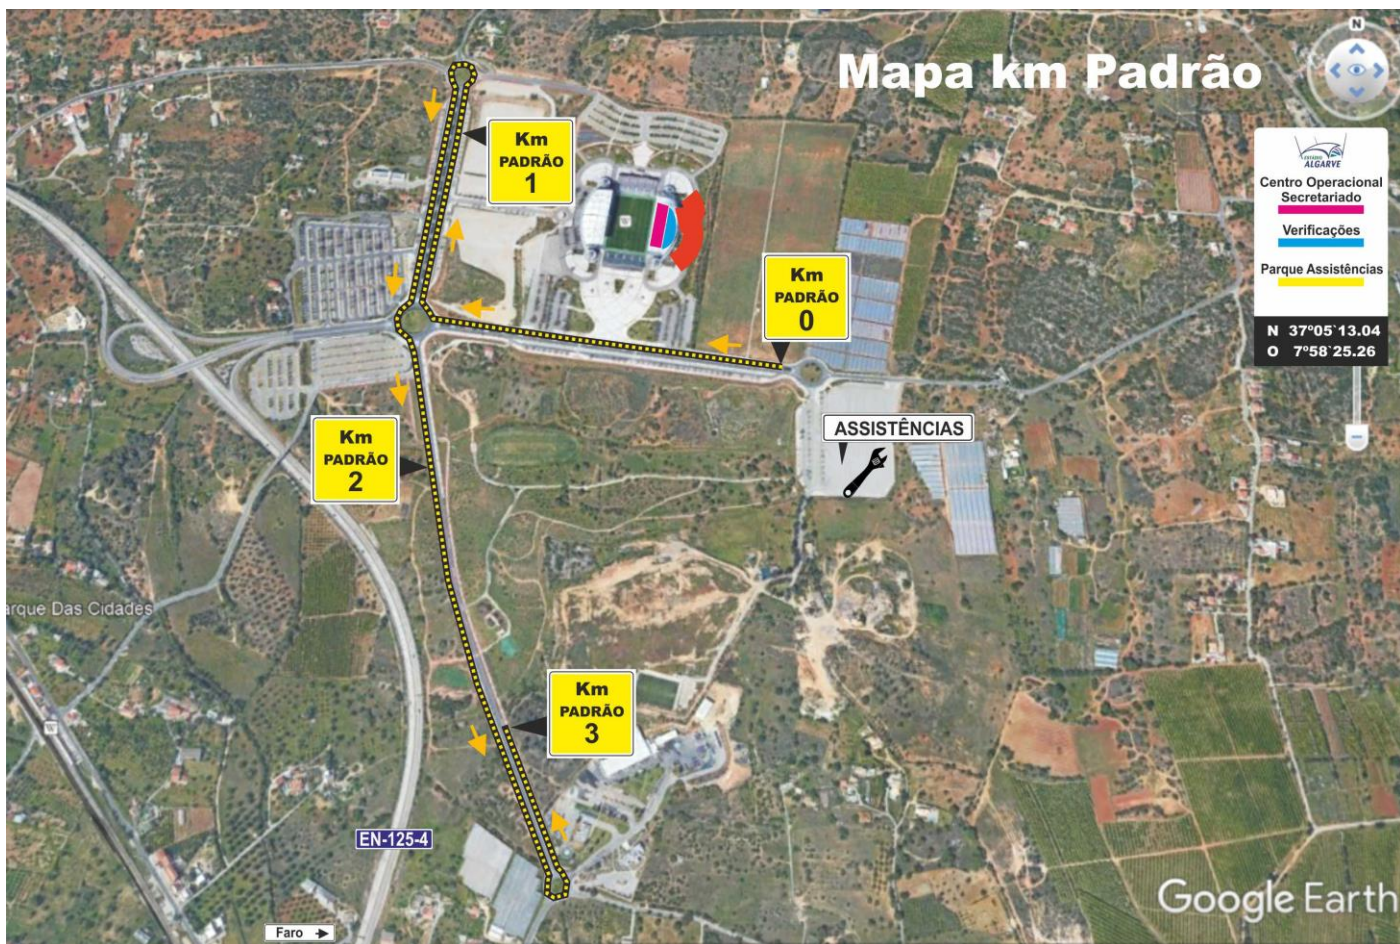 Mapa km Padrão
N
ESTÁDIO
ALGARVE
Centro Operacional
Secretariado
Verificações
Parque Assistências
N 37º05`13.04
O 7º58`25.26
Km
PADRÃO
1
Km
PADRÃO
0
ASSISTÊNCIAS
Km
PADRÃO
2
arque Das Cidades
Km
PADRÃO
3
EN-125-4
Faro
Google Earth